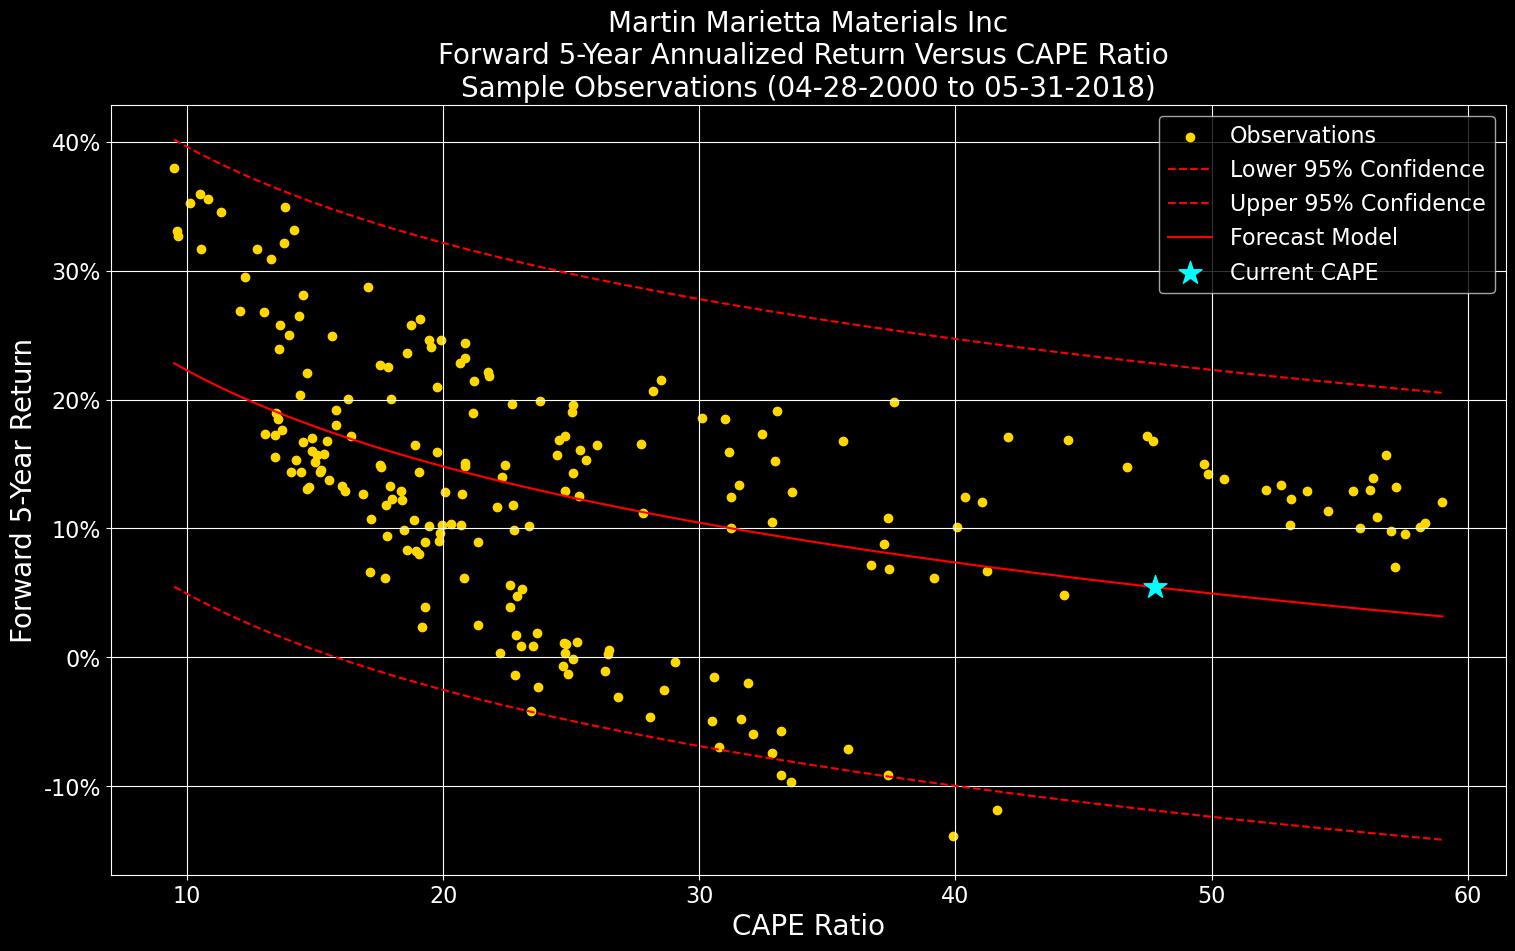 Martin Marietta Materials Inc
Forward 5-Year Annualized Return Versus CAPE Ratio
Sample Observations (04-28-2000 to 05-31-2018)
Observations
Lower 95% Confidence
Upper 95% Confidence
Forecast Model
Current CAPE
Forward 5-Year Return
40%
30%
20%
10%
0%
-10%
10 20 30 40 50 60
CAPE Ratio